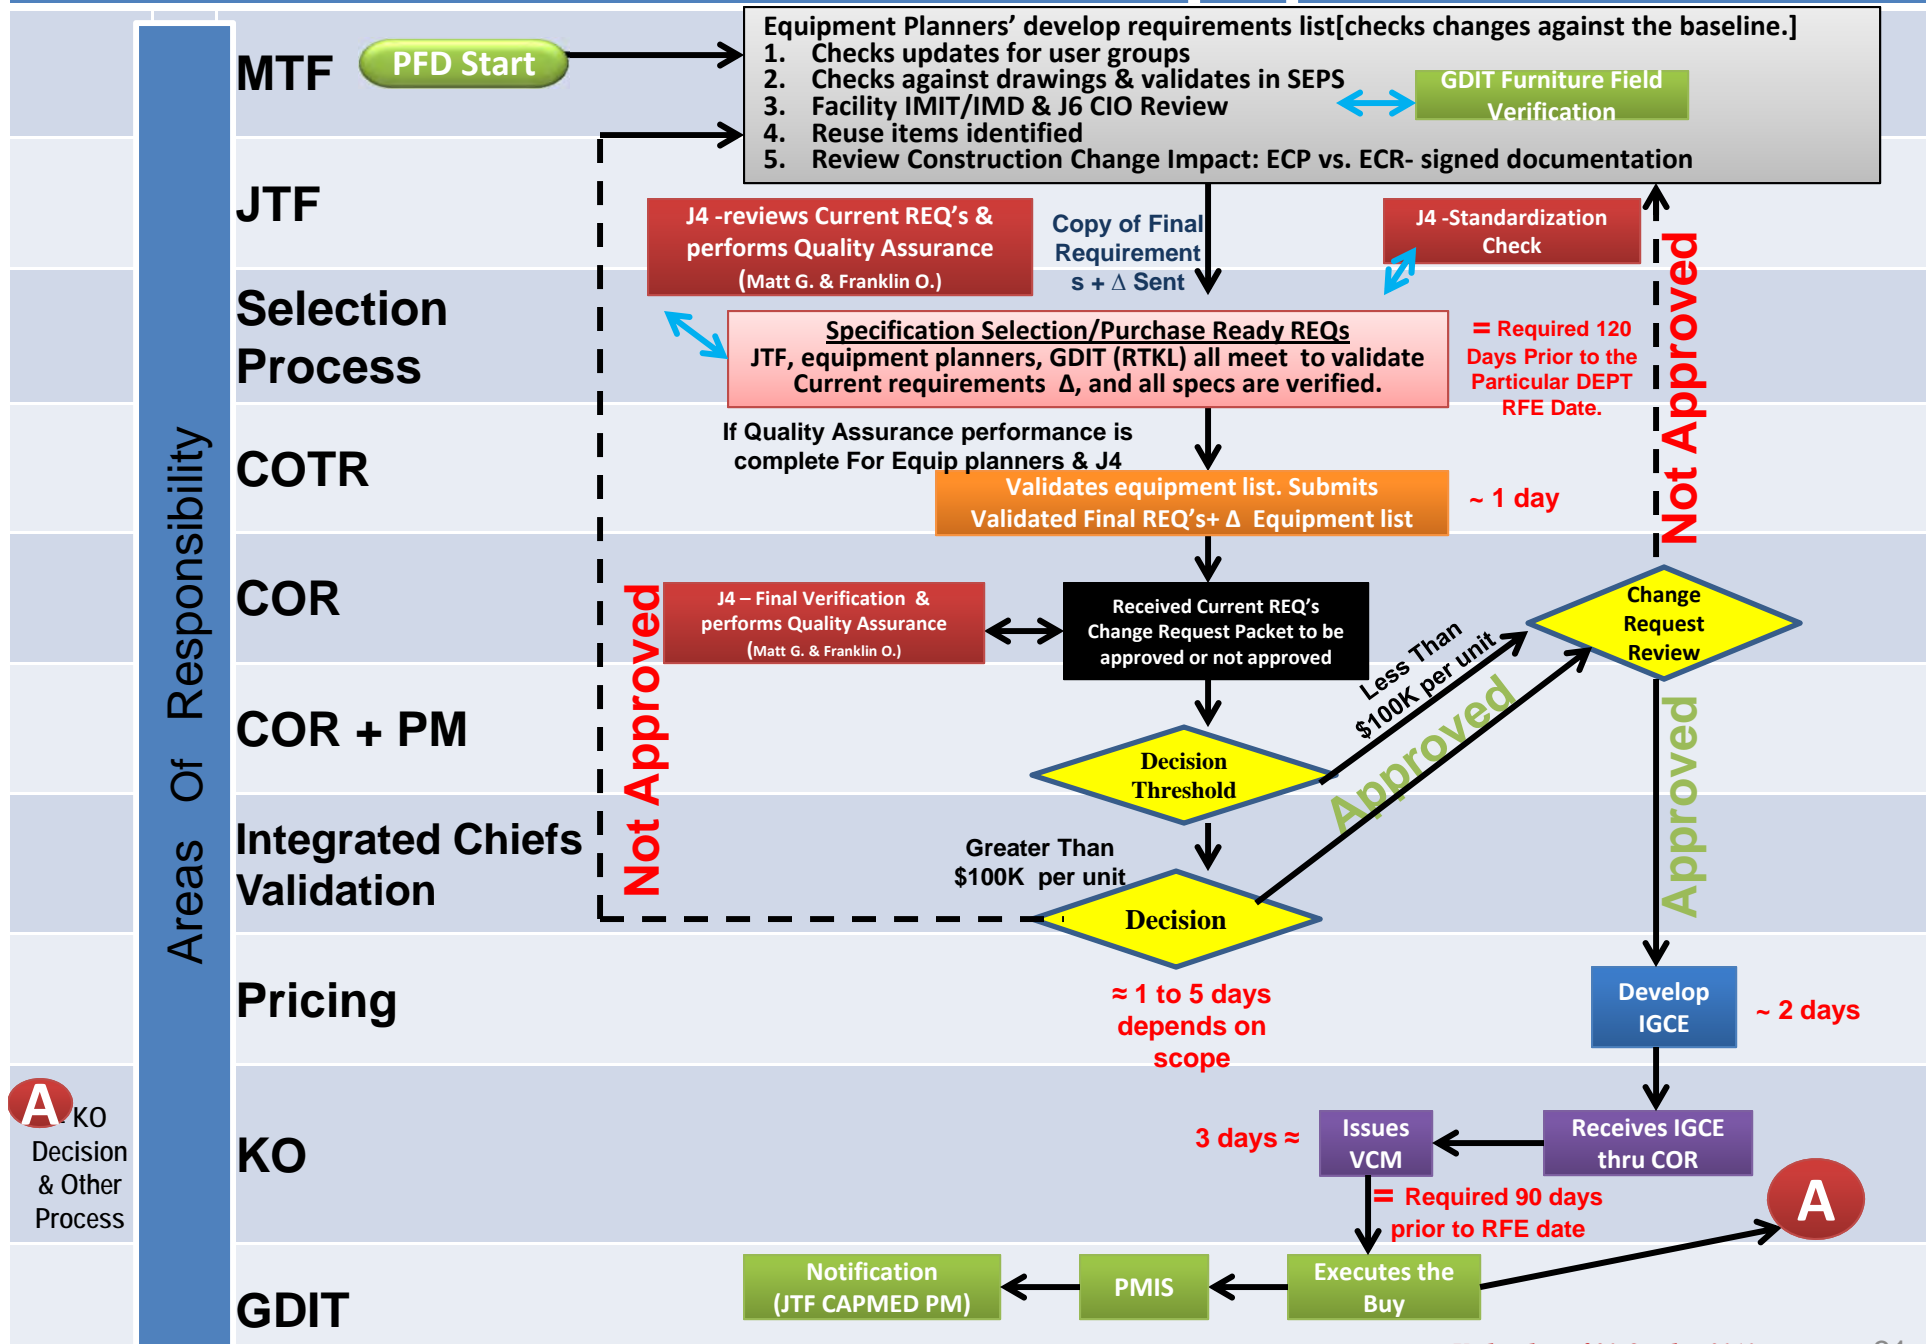 Equipment Planners’ develop requirements list[checks changes against the baseline.]
1. Checks updates for user groups
2. Checks against drawings & validates in SEPS
3. Facility IMIT/IMD & J6 CIO Review
4. Reuse items identified
5. Review Construction Change Impact: ECP vs. ECR- signed documentation
GDIT Furniture Field
Verification
MTF
PFD Start
JTF
J4 -reviews Current REQ’s &
performs Quality Assurance
(Matt G. & Franklin O.)
Copy of Final
Requirement
s + Δ Sent
J4 -Standardization
Check
Not Approved
Selection
Process
Specification Selection/Purchase Ready REQs
JTF, equipment planners, GDIT (RTKL) all meet to validate
Current requirements Δ, and all specs are verified.
= Required 120
Days Prior to the
Particular DEPT
RFE Date.
Areas Of Responsibility
COTR
If Quality Assurance performance is
complete For Equip planners & J4
Validates equipment list. Submits
Validated Final REQ’s+ Δ Equipment list
~ 1 day
COR
Not Approved
J4 – Final Verification &
performs Quality Assurance
(Matt G. & Franklin O.)
Received Current REQ’s
Change Request Packet to be
approved or not approved
Less Than
$100K per unit
Change
Request
Review
COR + PM
Decision
Threshold
Approved
Approved
Integrated Chiefs
Validation
Greater Than
$100K per unit
Decision
Pricing
≈ 1 to 5 days
depends on
scope
Develop
IGCE
~ 2 days
A
KO
Decision
& Other
Process
KO
3 days ≈
Issues
VCM
Receives IGCE
thru COR
= Required 90 days
prior to RFE date
A
GDIT
Notification
(JTF CAPMED PM)
PMIS
Executes the
Buy